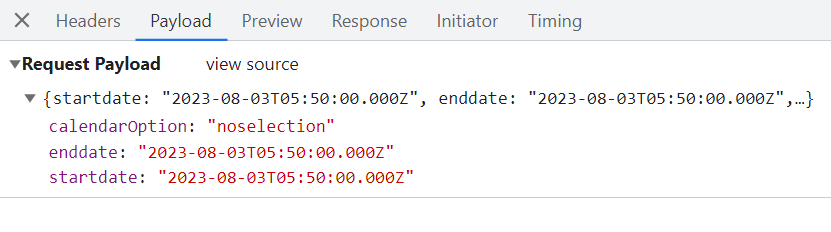 Headers Payload Preview Response Initiator Timing
Request Payload view source
{startdate: "2023-08-03T05:50:00.000Z", enddate: "2023-08-03T05:50:00.000Z",…}
calendarOption: "noselection"
enddate: "2023-08-03T05:50:00.000Z"
startdate: "2023-08-03T05:50:00.000Z"